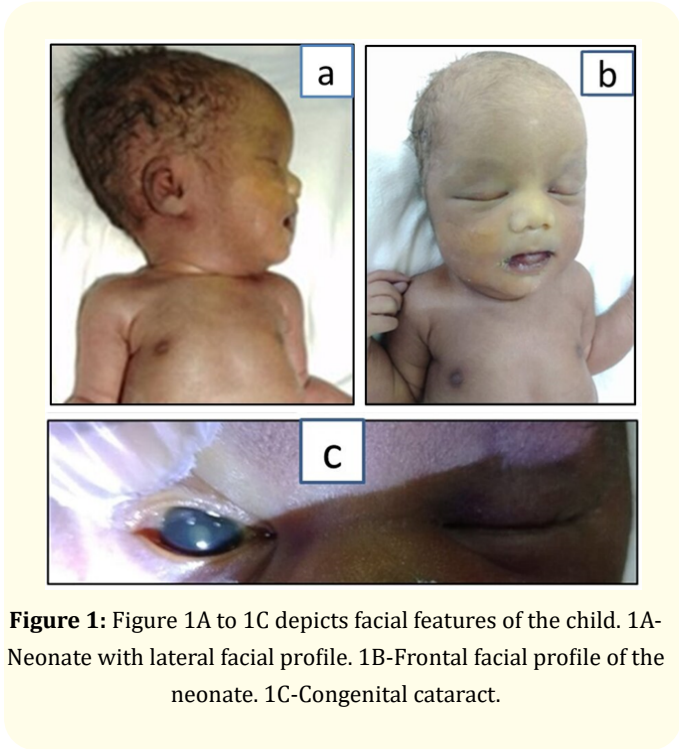 a
b
c
Figure 1: Figure 1A to 1C depicts facial features of the child. 1A-
Neonate with lateral facial profile. 1B-Frontal facial profile of the
neonate. 1C-Congenital cataract.